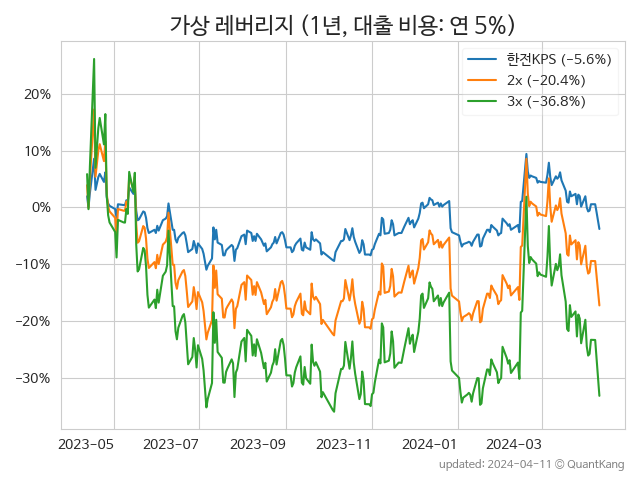 가상 레버리지 (1년, 대출 비용: 연 5%)
한전KPS (−5.6%)
2x (−20.4%)
3x (−36.8%)
20%
10%
0%
−10%
−20%
−30%
2023-05 2023-07 2023-09 2023-11 2024-01 2024-03
updated: 2024-04-11 © QuantKang